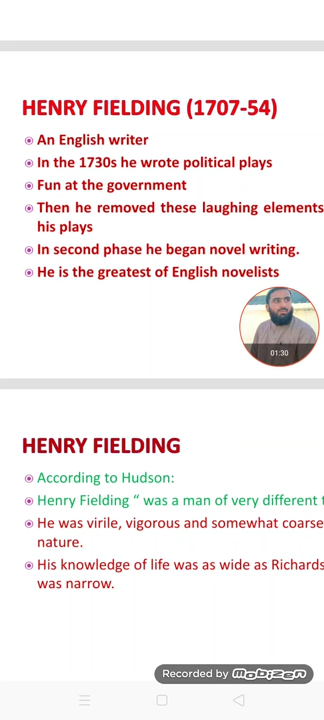 HENRY FIELDING (1707-54)
An English writer
In the 1730s he wrote political plays
Fun at the government
Then he removed these laughing elements
his plays
In second phase he began novel writing.
He is the greatest of English novelists
01:30
HENRY FIELDING
According to Hudson:
Henry Fielding “ was a man of very different t
He was virile, vigorous and somewhat coarse
nature.
His knowledge of life was as wide as Richards
was narrow.
Recorded by mobizen